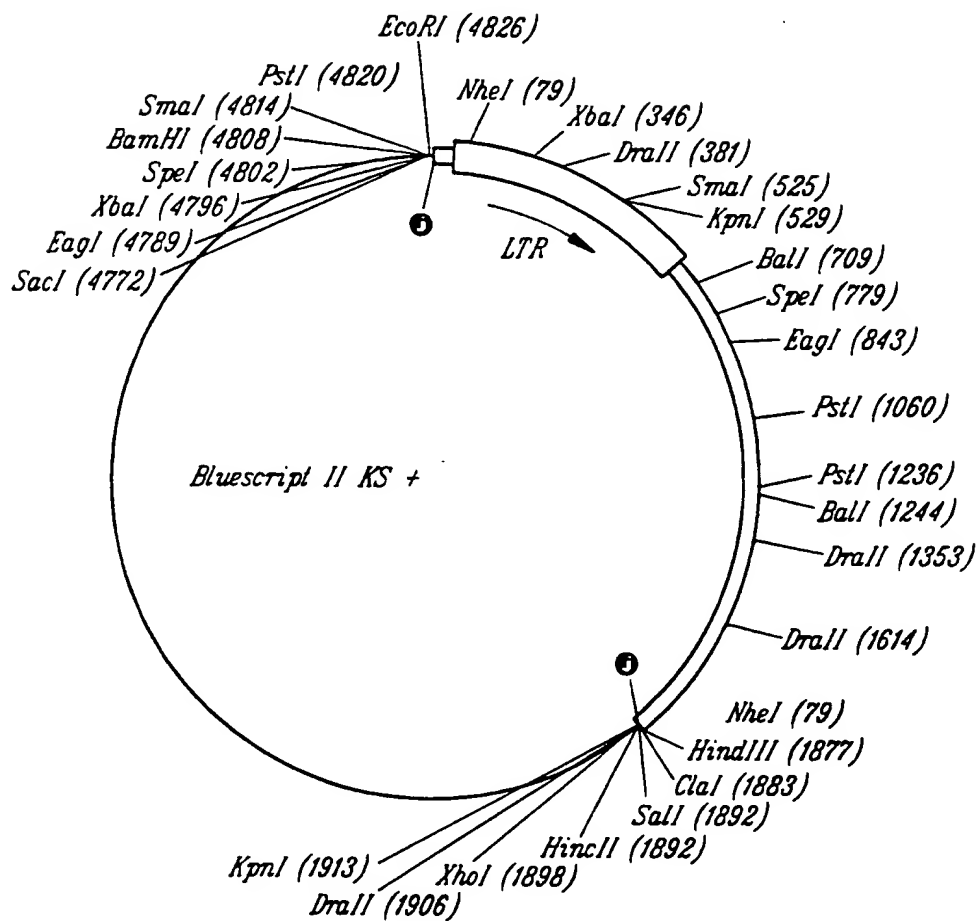 EcoRI (4826)
PstI (4820)
SmaI (4814)
BamHI (4808)
SpeI (4802)
XbaI (4796)
EagI (4789)
SacI (4772)
NheI (79)
XbaI (346)
DraII (381)
SmaI (525)
KpnI (529)
BalI (709)
SpeI (779)
EagI (843)
PstI (1060)
PstI (1236)
BalI (1244)
DraII (1353)
DraII (1614)
j
LTR
Bluescript II KS +
j
NheI (79)
HindIII (1877)
ClaI (1883)
SalI (1892)
HincII (1892)
XhoI (1898)
DraII (1906)
KpnI (1913)